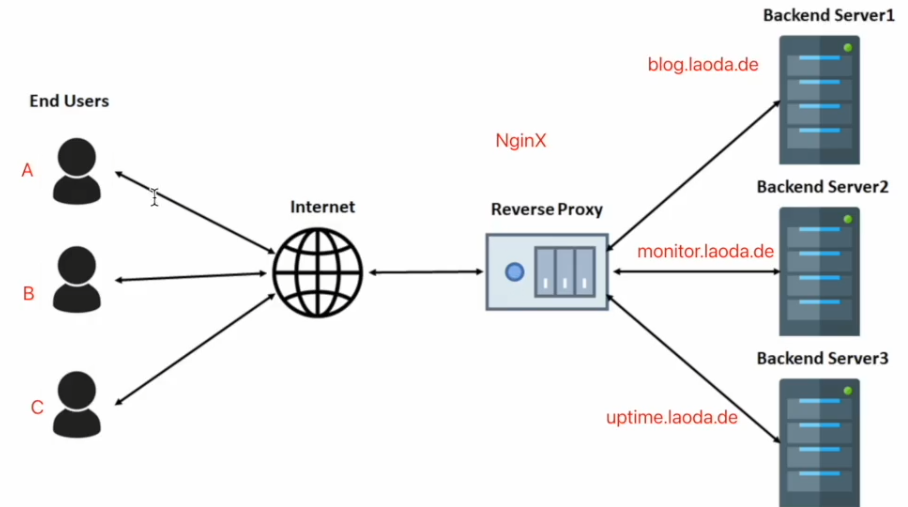 Backend Server1
blog.laoda.de
End Users
NginX
A
Backend Server2
Internet
Reverse Proxy
monitor.laoda.de
B
Backend Server3
C
uptime.laoda.de